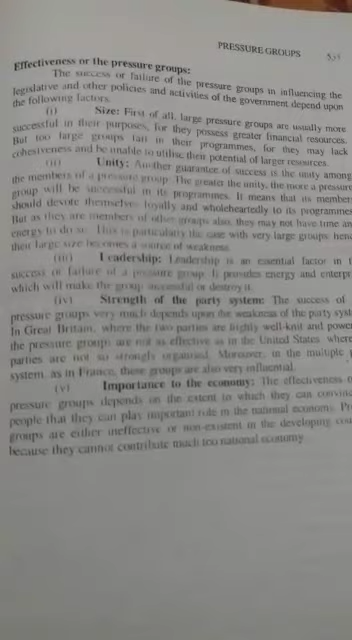 PRESSURE GROUPS
Effectiveness or the pressure groups:
The success or failure of the pressure groups in influencing the
legislative and other policies and activities of the government depend upon
the following factors.
(i) Size: First of all, large pressure groups are usually more
successful in their purposes, for they possess greater financial resources.
But too large groups fail in their programmes, for they may lack
cohesiveness and be unable to utilise their potential of larger resources.
(ii) Unity: Another guarantee of success is the unity among
the members of a pressure group. The greater the unity, the more a pressure
group will be successful in its programmes. It means that its members
should devote themselves loyally and wholeheartedly to its programmes
But as they are members of other groups also, they may not have time an
energy to do so. This is particularly the case with very large groups: henc
their large size becomes a source of weakness.
(iii) Leadership: Leadership is an essential factor in t
success or failure of a pressure group. It provides energy and enterpr
which will make the group successful or destroy it.
(iv) Strength of the party system: The success of
pressure groups very much depends upon the weakness of the party syst
In Great Britain, where the two parties are highly well-knit and power
the pressure groups are not as effective as in the United States where
parties are not so strongly organised. Moreover, in the multiple p
system, as in France, these groups are also very influential.
(v) Importance to the economy: The effectiveness o
pressure groups depends on the extent to which they can convinc
people that they can play important role in the national economy. Pr
groups are either ineffective or non-existent in the developing cou
because they cannot contribute much too national economy.